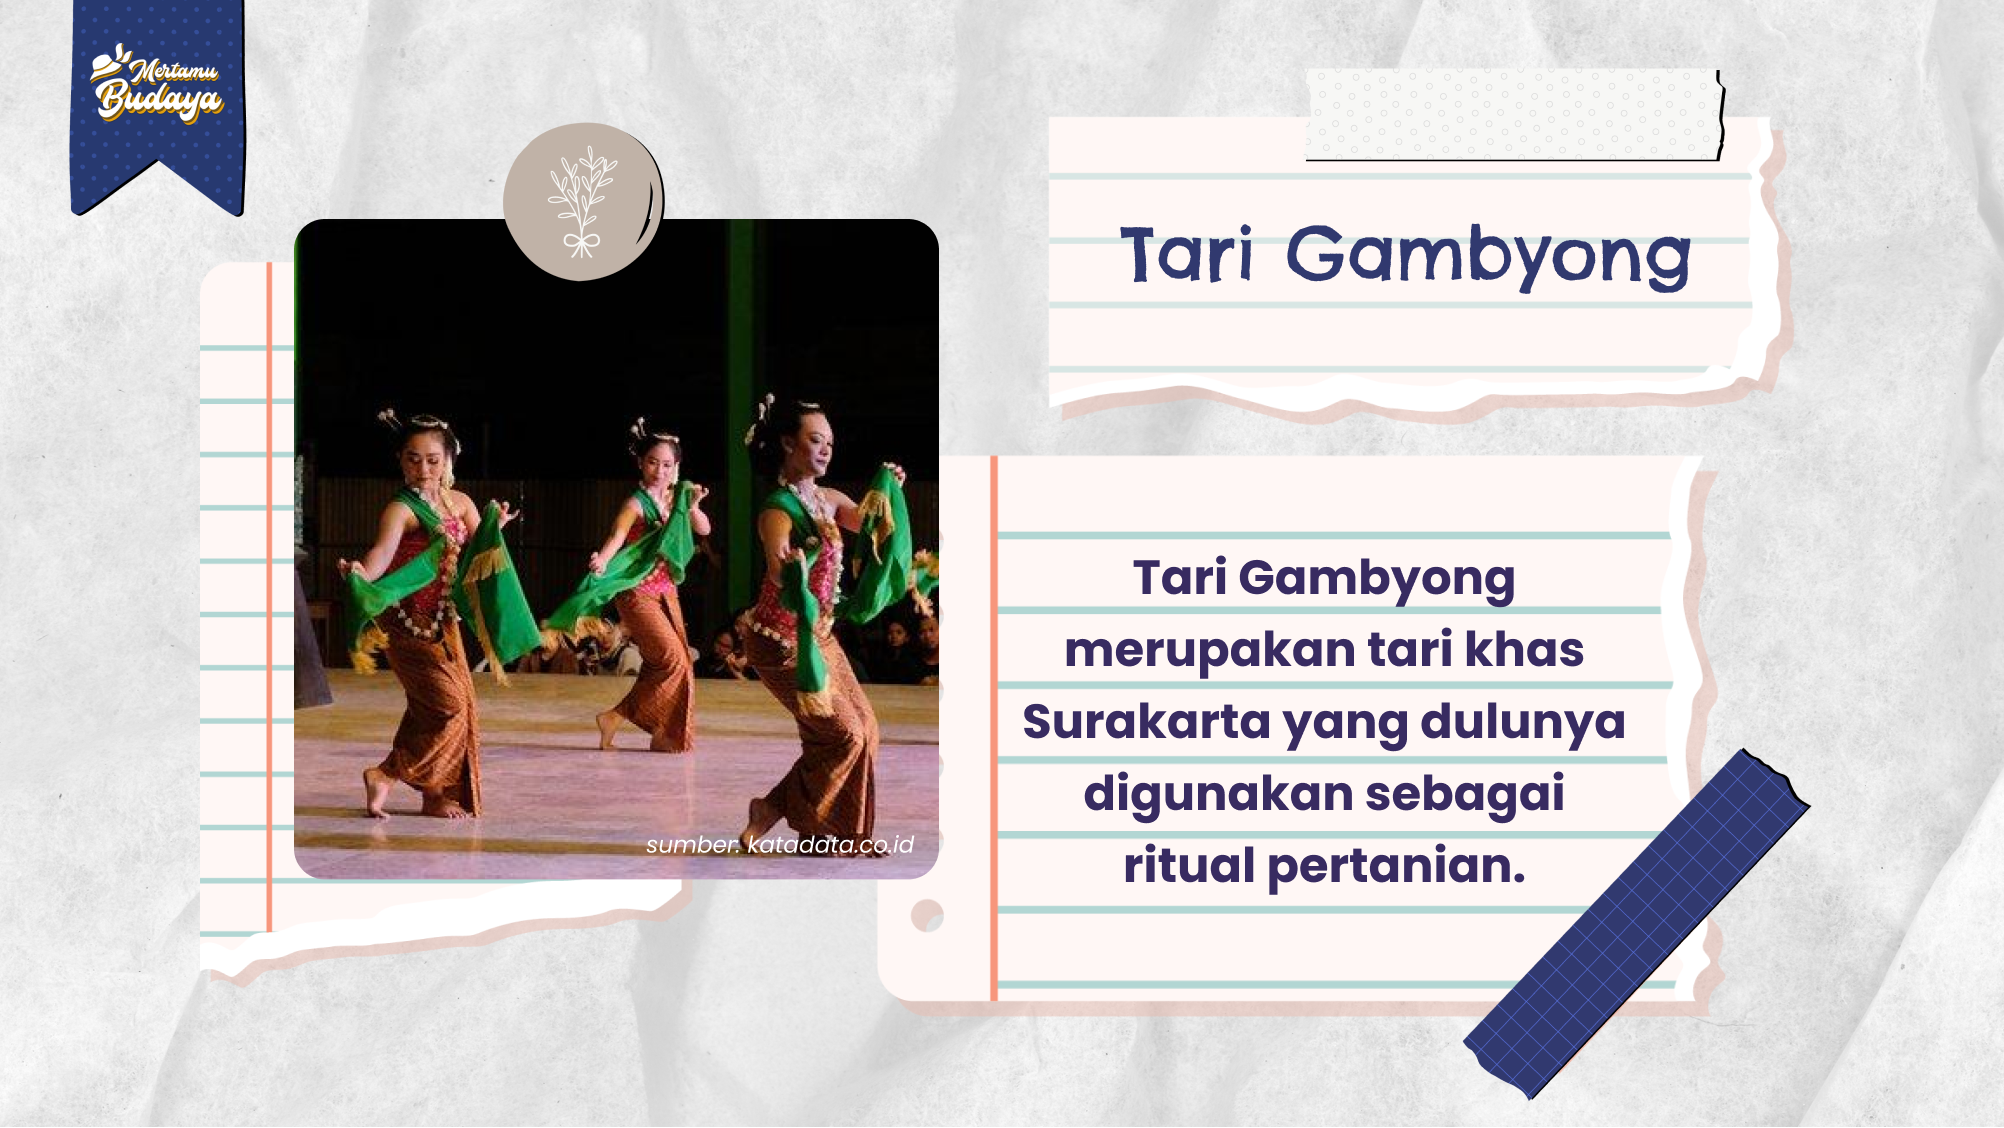 Mertamu
Budaya
Tari Gambyong
Tari Gambyong
merupakan tari khas
Surakarta yang dulunya
digunakan sebagai
ritual pertanian.
sumber: katadata.co.id